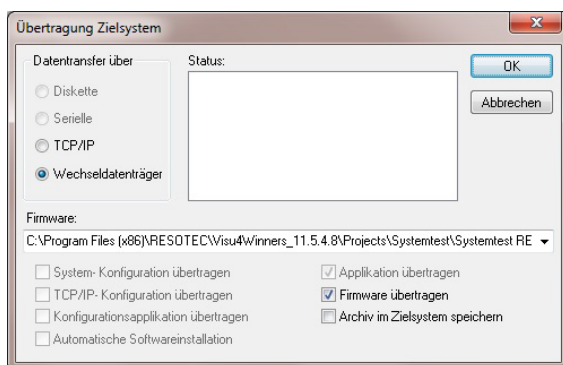 Übertragung Zielsystem
Datentransfer über
Diskette
Serielle
TCP/IP
Wechseldatenträger
Status:
OK
Abbrechen
Firmware:
C:\Program Files (x86)\RESOTEC\Visu4Winners_11.5.4.8\Projects\Systemtest\Systemtest RE
System- Konfiguration übertragen
TCP/IP- Konfiguration übertragen
Konfigurationsapplikation übertragen
Automatische Softwareinstallation
Applikation übertragen
Firmware übertragen
Archiv im Zielsystem speichern